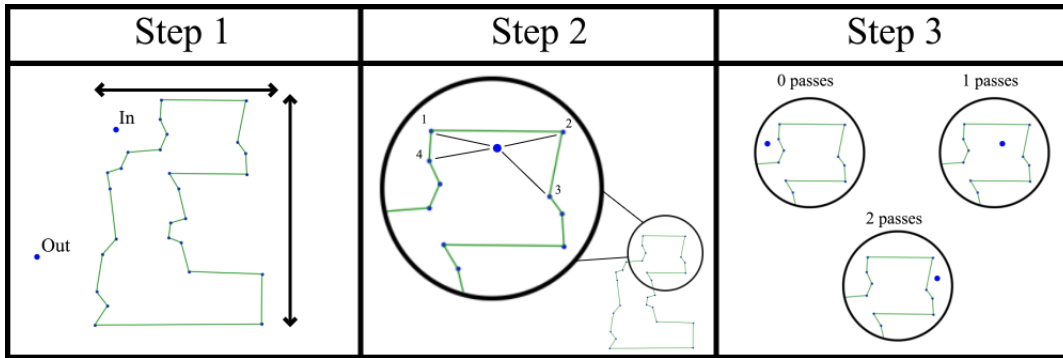 Step 1
Step 2
Step 3
In
Out
1
2
3
4
0 passes
1 passes
2 passes